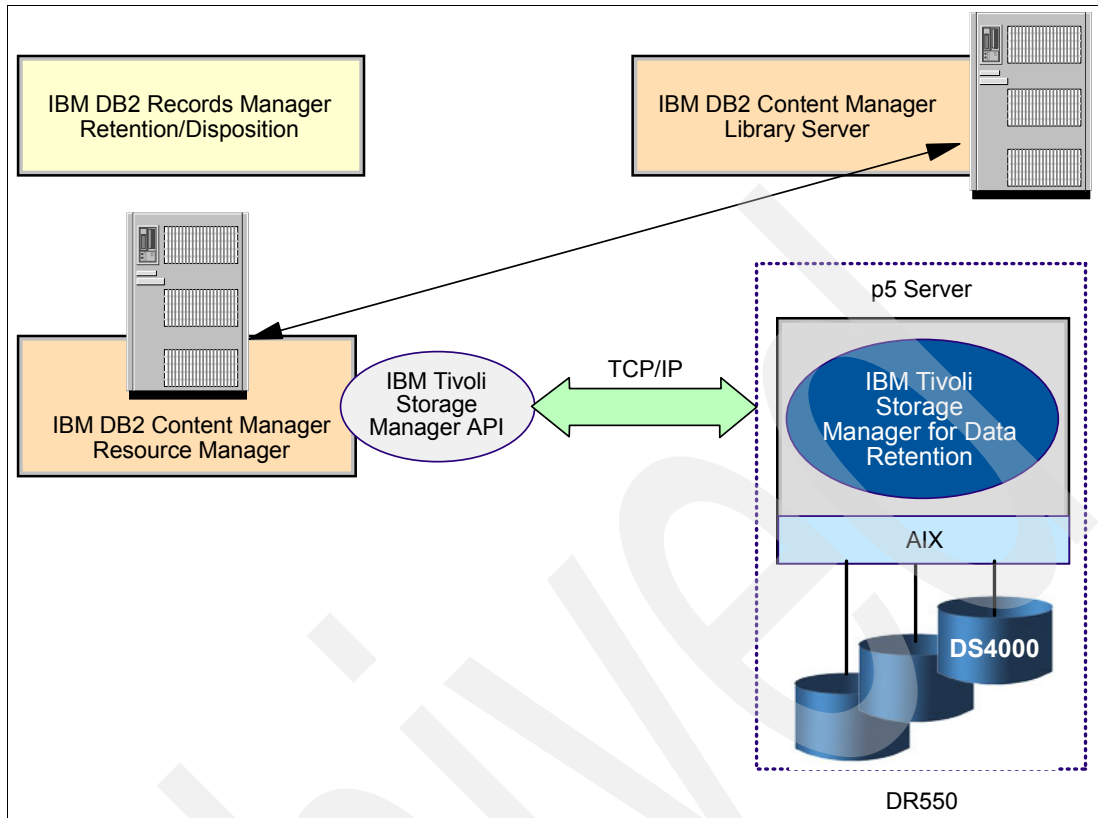 IBM DB2 Records Manager
Retention/Disposition
IBM DB2 Content Manager
Library Server
p5 Server
TCP/IP
IBM Tivoli
Storage
Manager API
IBM DB2 Content Manager
Resource Manager
IBM Tivoli
Storage
Manager for Data
Retention
AIX
DS4000
DR550